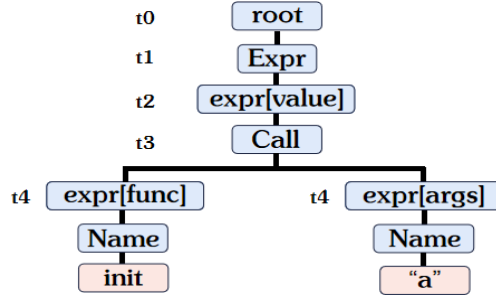 t0 root
t1 Expr
t2 expr[value]
t3 Call
t4 expr[func] t4 expr[args]
Name Name
init “a”